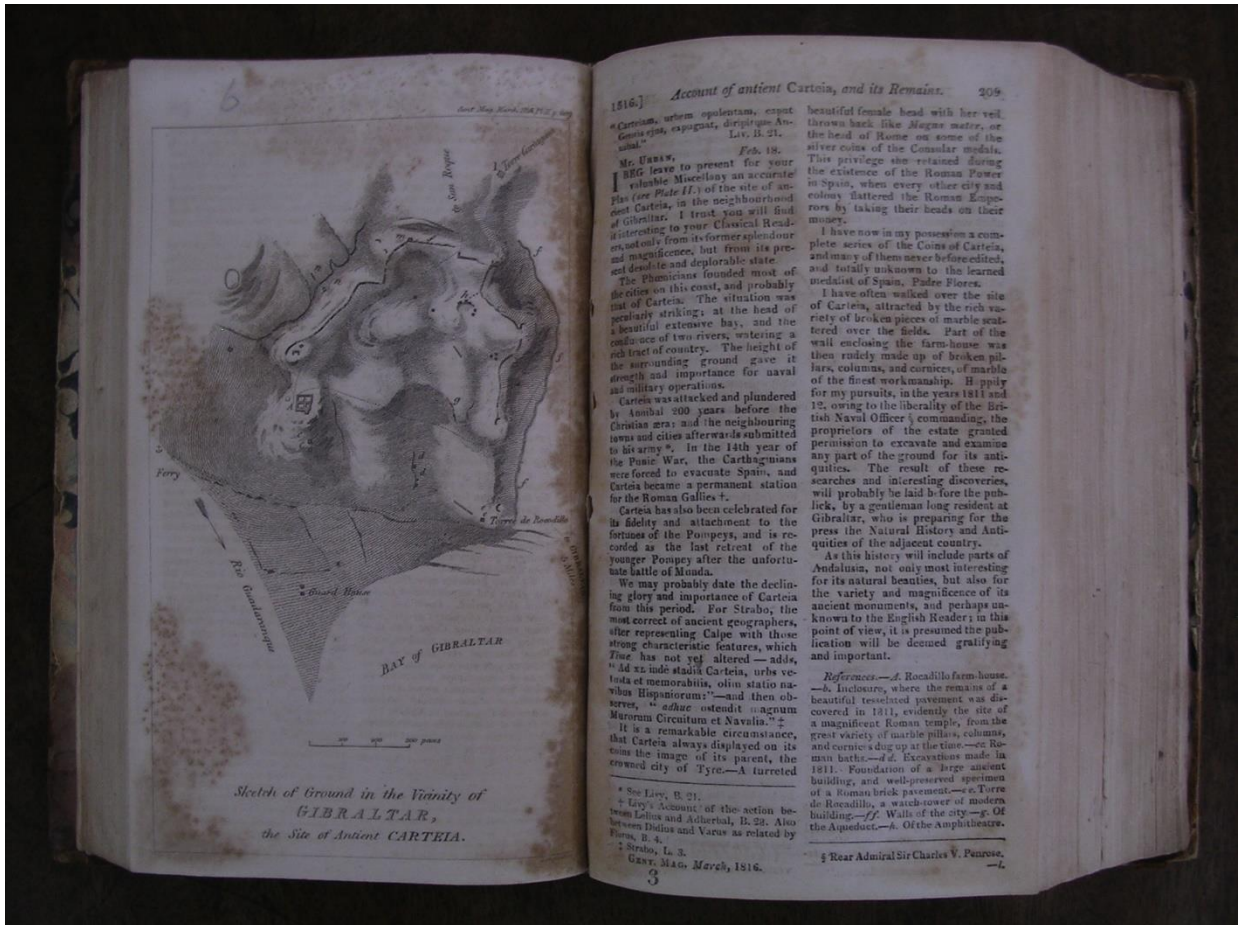 6
to San Roque
Torre
Ferry
Torre de Rocadillo
Rio Guadaranque
Guard House
BAY of GIBRALTAR
100 200 300 yards
Sketch of Ground in the Vicinity of
GIBRALTAR,
the Site of Antient CARTEIA.
1816.] Account of antient Carteia, and its Remains. 209
"Carteiam, urbem opulentam, caput
Gentis ejus, expugnat, diripitque An-
nibal." Liv. B. 21.
Mr. URBAN, Feb. 18.
I BEG leave to present for your
valuable Miscellany an accurate
Plan (see Plate II.) of the site of an-
cient Carteia, in the neighbourhood
of Gibraltar. I trust you will find
it interesting to your Classical Read-
ers, not only from its former splendour
and magnificence, but from its pre-
sent desolate and deplorable state.
The Phœnicians founded most of
the cities on this coast, and probably
that of Carteia. The situation was
peculiarly striking; at the head of
a beautiful extensive bay, and the
confluence of two rivers, watering a
rich tract of country. The height of
the surrounding ground gave it
strength and importance for naval
and military operations.
Carteia was attacked and plundered
by Annibal 200 years before the
Christian æra; and the neighbouring
towns and cities afterwards submitted
to his army *. In the 14th year of
the Punic War, the Carthaginians
were forced to evacuate Spain, and
Carteia became a permanent station
for the Roman Gallies †.
Carteia has also been celebrated for
its fidelity and attachment to the
fortunes of the Pompeys, and is re-
corded as the last retreat of the
younger Pompey after the unfortu-
nate battle of Munda.
We may probably date the declin-
ing glory and importance of Carteia
from this period. For Strabo, the
most correct of ancient geographers,
after representing Calpe with those
strong characteristic features, which
Time has not yet altered — adds,
"Ad XL indè stadia Carteia, urbs ve-
tusta et memorabilis, olim statio na-
vibus Hispaniorum:"—and then ob-
serves, "adhuc ostendit magnum
Murorum Circuitum et Navalia." ‡
It is a remarkable circumstance,
that Carteia always displayed on its
coins the image of its parent, the
crowned city of Tyre.—A turreted
* See Livy, B. 21.
† Livy's Account of the action be-
tween Lelius and Adherbal, B. 28. Also
between Didius and Varus as related by
Florus, B. 4.
‡ Strabo, L. 3.
GENT. MAG. March, 1816.
3
beautiful female head with her veil
thrown back like Magna mater, or
the head of Rome on some of the
silver coins of the Consular medals.
This privilege she retained during
the existence of the Roman Power
in Spain, when every other city and
colony flattered the Roman Empe-
rors by taking their heads on their
money.
I have now in my possession a com-
plete series of the Coins of Carteia,
and many of them never before edited,
and totally unknown to the learned
medalist of Spain, Padre Flores.
I have often walked over the site
of Carteia, attracted by the rich va-
riety of broken pieces of marble scat-
tered over the fields. Part of the
wall enclosing the farm-house was
then rudely made up of broken pil-
lars, columns, and cornices, of marble
of the finest workmanship. Happily
for my pursuits, in the years 1811 and
12, owing to the liberality of the Bri-
tish Naval Officer § commanding, the
proprietors of the estate granted
permission to excavate and examine
any part of the ground for its anti-
quities. The result of these re-
searches and interesting discoveries,
will probably be laid before the pub-
lick, by a gentleman long resident at
Gibraltar, who is preparing for the
press the Natural History and Anti-
quities of the adjacent country.
As this history will include parts of
Andalusia, not only most interesting
for its natural beauties, but also for
the variety and magnificence of its
ancient monuments, and perhaps un-
known to the English Reader; in this
point of view, it is presumed the pub-
lication will be deemed gratifying
and important.
References.—A. Rocadillo farm-house.
—b. Inclosure, where the remains of a
beautiful tesselated pavement was dis-
covered in 1811, evidently the site of
a magnificent Roman temple, from the
great variety of marble pillars, columns,
and cornices dug up at the time.—cc. Ro-
man baths.—dd. Excavations made in
1811. Foundation of a large ancient
building, and well-preserved specimen
of a Roman brick pavement.—ee. Torre
de Rocadillo, a watch-tower of modern
building.—ff. Walls of the city.—g. Of
the Aqueduct.—h. Of the Amphitheatre.
§ Rear Admiral Sir Charles V. Penrose.